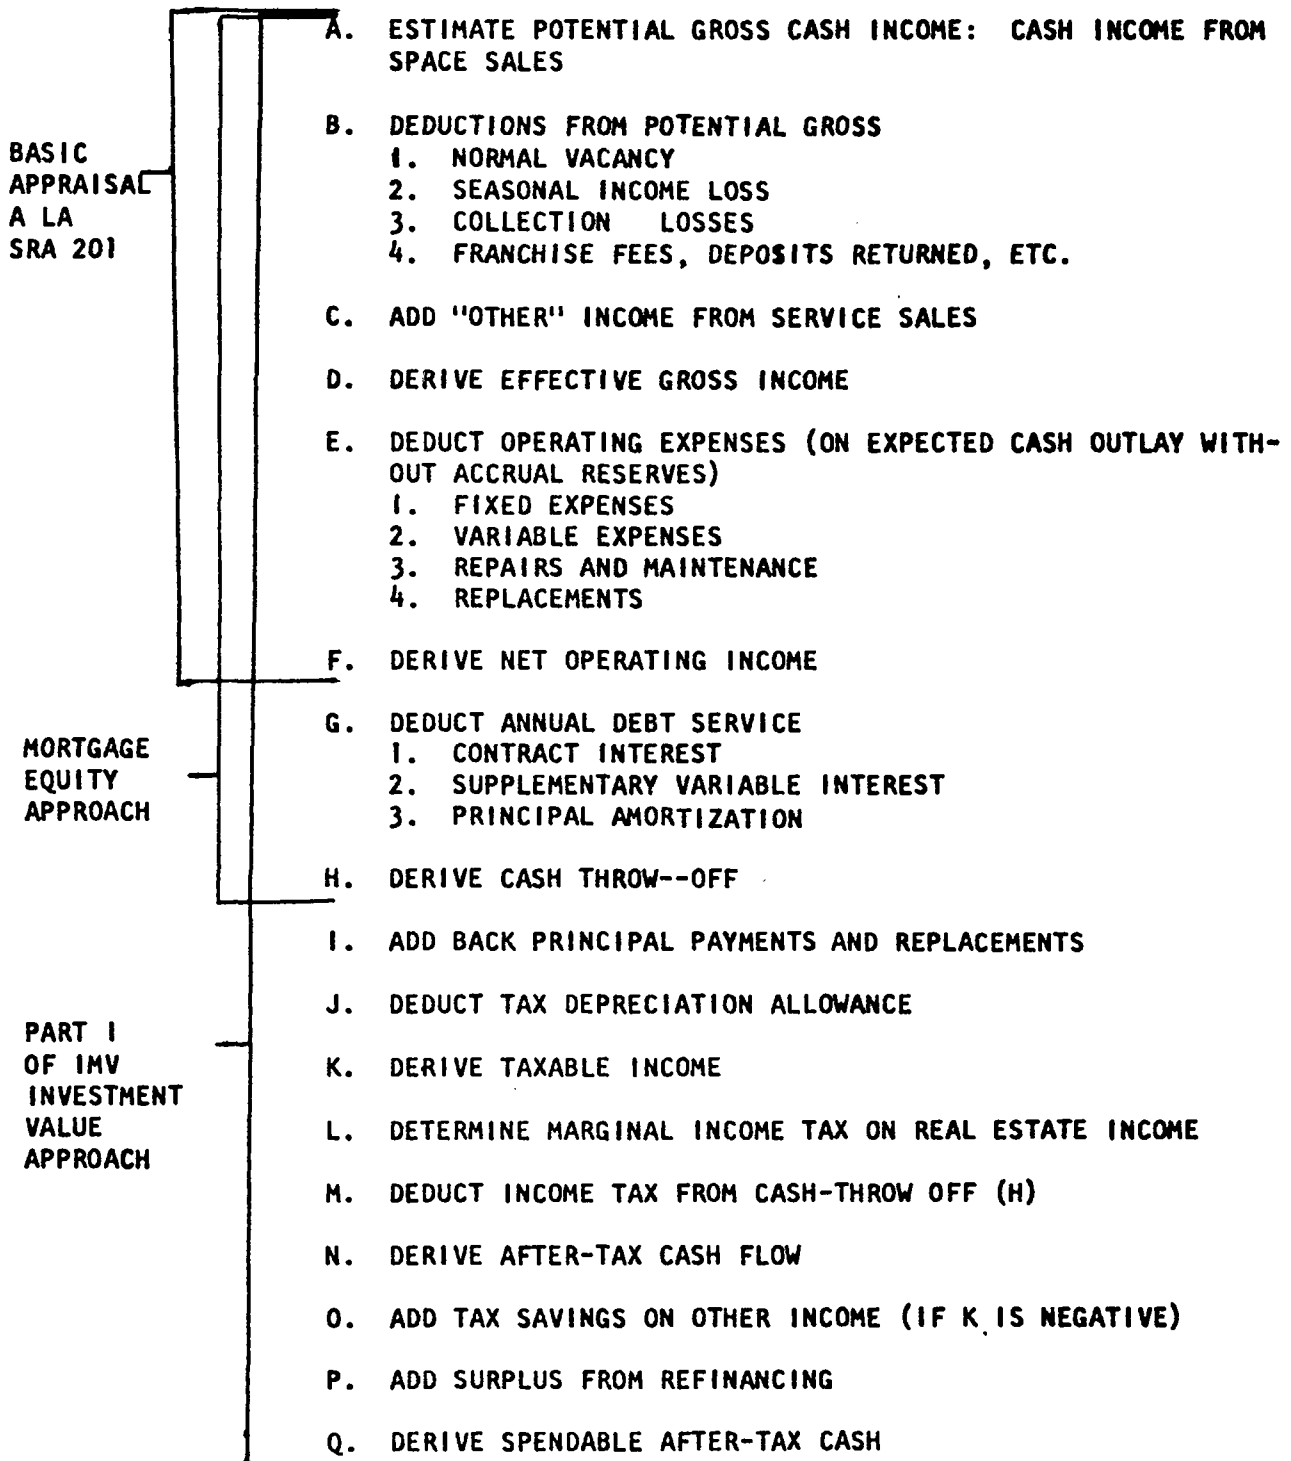 A. ESTIMATE POTENTIAL GROSS CASH INCOME: CASH INCOME FROM
SPACE SALES
B. DEDUCTIONS FROM POTENTIAL GROSS
1. NORMAL VACANCY
2. SEASONAL INCOME LOSS
3. COLLECTION LOSSES
4. FRANCHISE FEES, DEPOSITS RETURNED, ETC.
BASIC
APPRAISAL
A LA
SRA 201
C. ADD "OTHER" INCOME FROM SERVICE SALES
D. DERIVE EFFECTIVE GROSS INCOME
E. DEDUCT OPERATING EXPENSES (ON EXPECTED CASH OUTLAY WITH-
OUT ACCRUAL RESERVES)
1. FIXED EXPENSES
2. VARIABLE EXPENSES
3. REPAIRS AND MAINTENANCE
4. REPLACEMENTS
F. DERIVE NET OPERATING INCOME
G. DEDUCT ANNUAL DEBT SERVICE
1. CONTRACT INTEREST
2. SUPPLEMENTARY VARIABLE INTEREST
3. PRINCIPAL AMORTIZATION
MORTGAGE
EQUITY
APPROACH
H. DERIVE CASH THROW--OFF
I. ADD BACK PRINCIPAL PAYMENTS AND REPLACEMENTS
J. DEDUCT TAX DEPRECIATION ALLOWANCE
K. DERIVE TAXABLE INCOME
PART I
OF IMV
INVESTMENT
VALUE
APPROACH
L. DETERMINE MARGINAL INCOME TAX ON REAL ESTATE INCOME
M. DEDUCT INCOME TAX FROM CASH-THROW OFF (H)
N. DERIVE AFTER-TAX CASH FLOW
O. ADD TAX SAVINGS ON OTHER INCOME (IF K IS NEGATIVE)
P. ADD SURPLUS FROM REFINANCING
Q. DERIVE SPENDABLE AFTER-TAX CASH